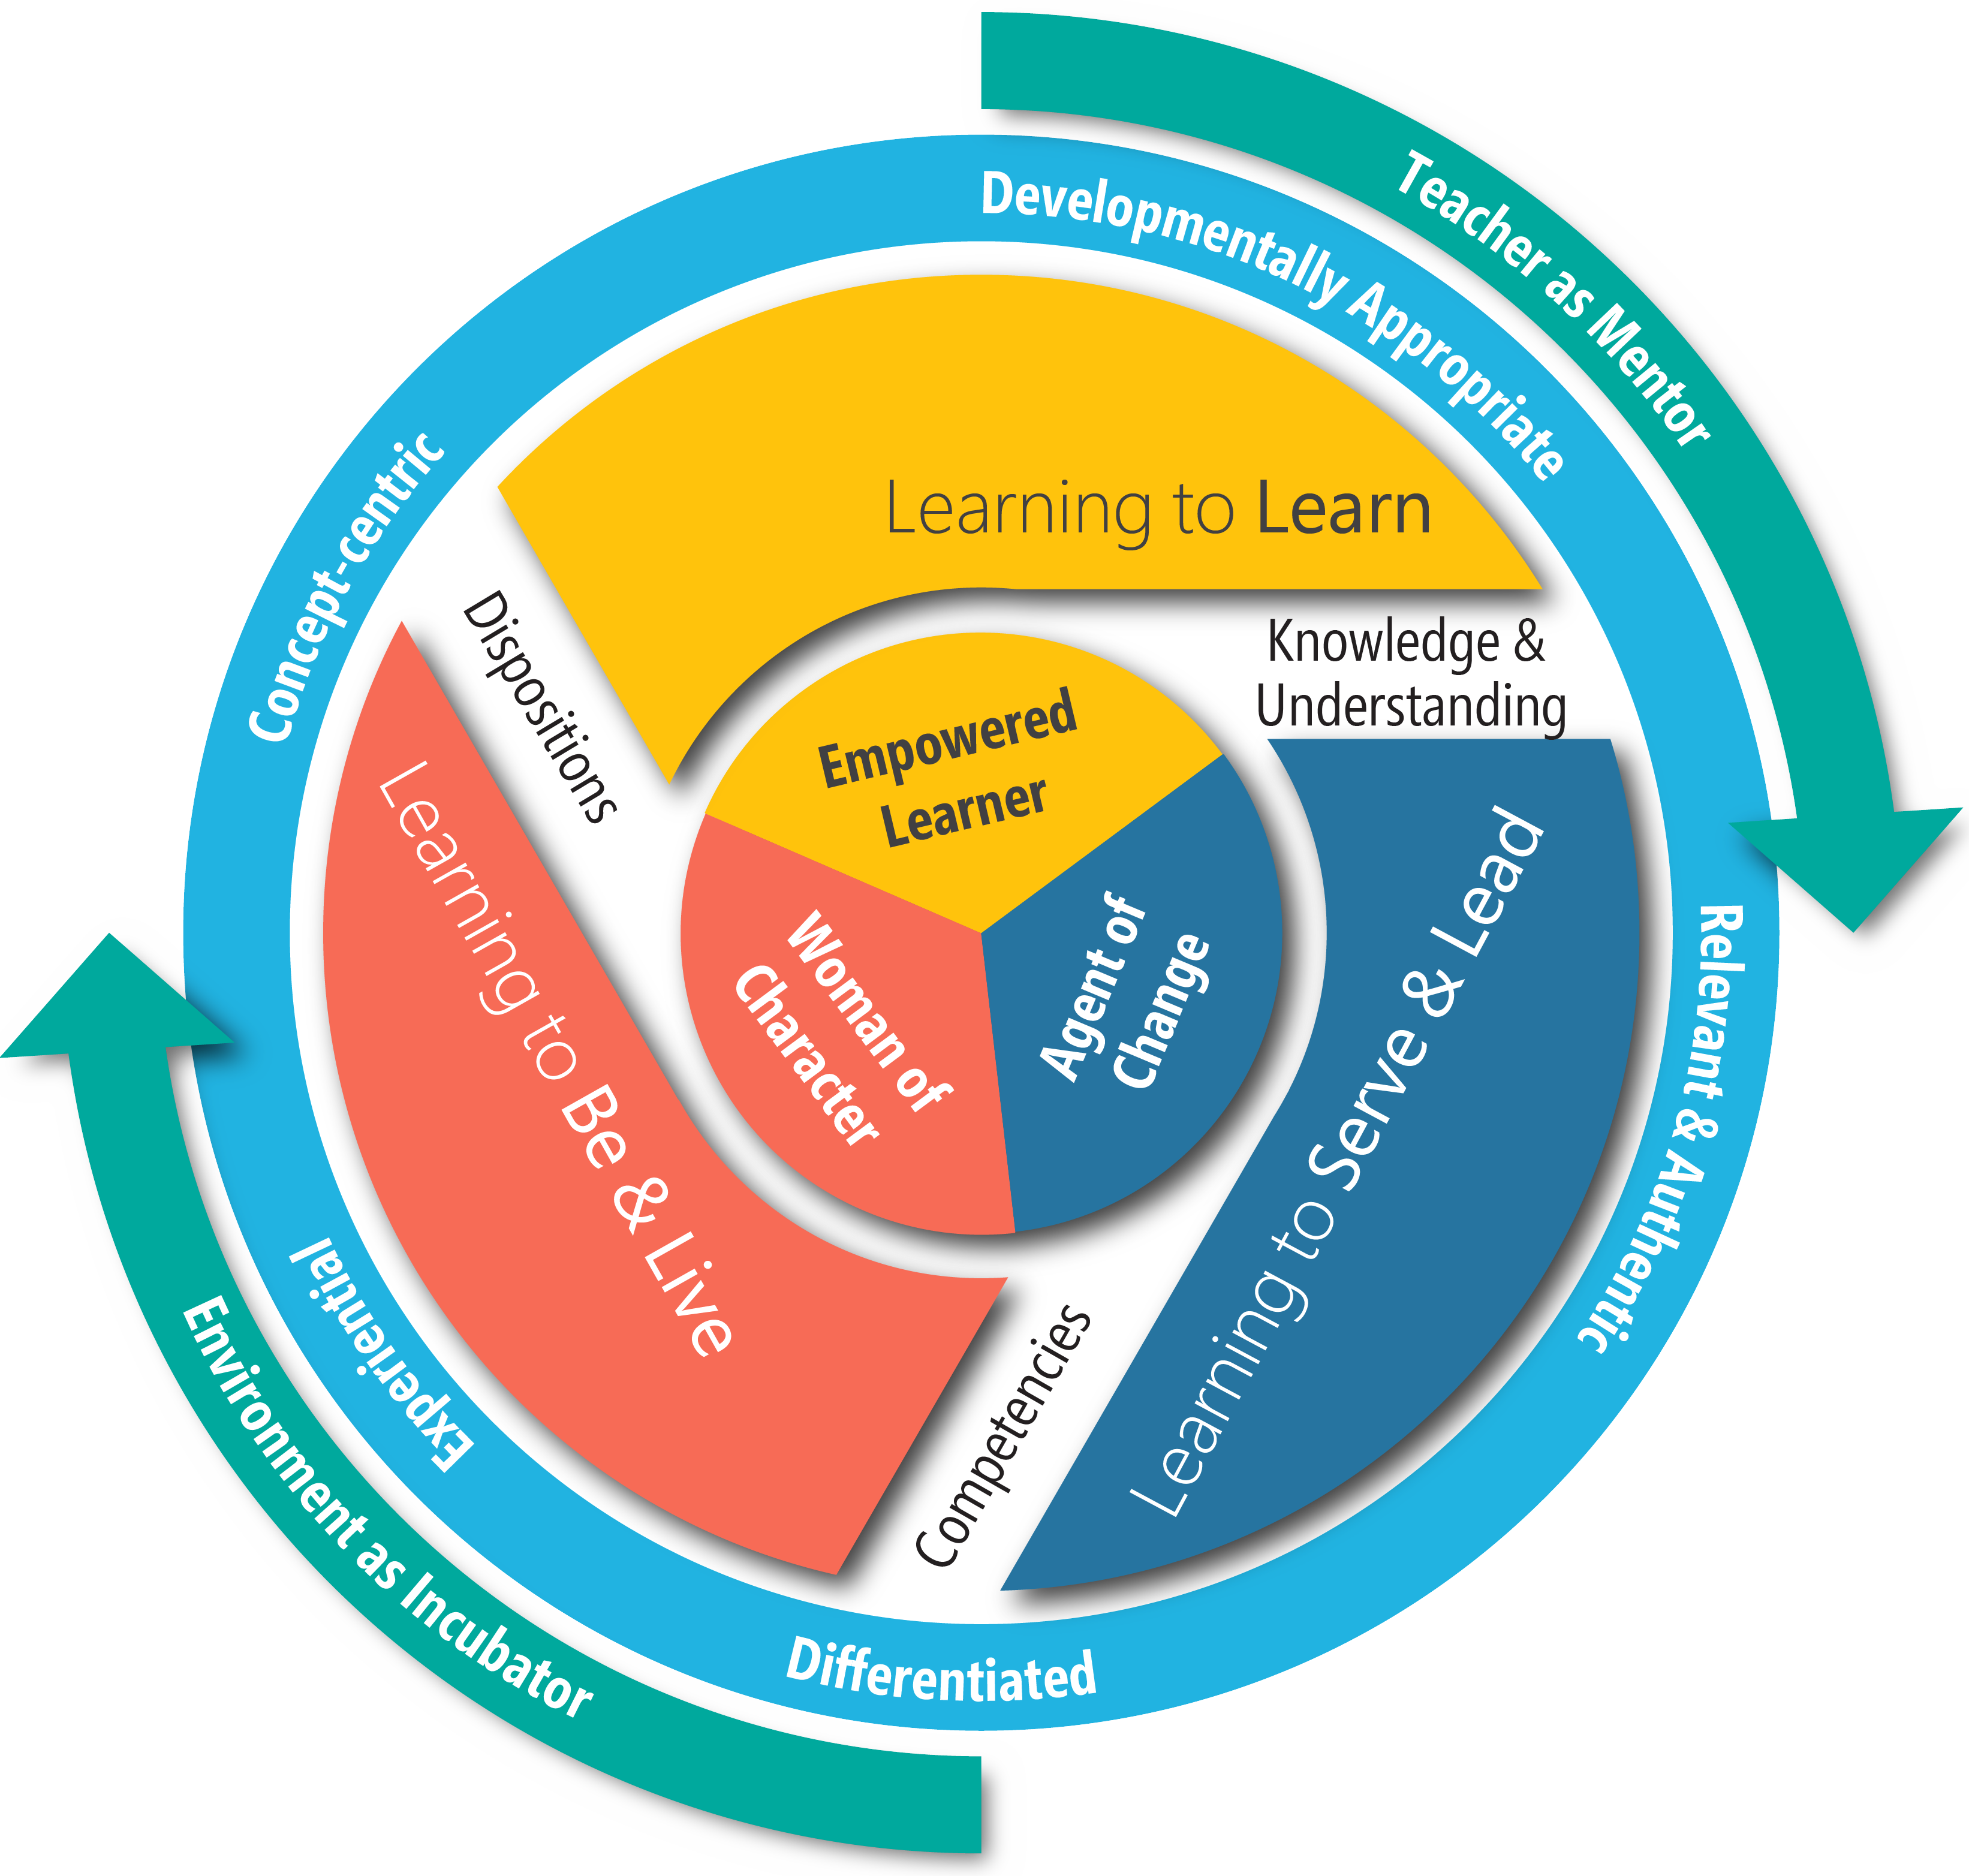 Teacher as Mentor
Developmentally Appropriate
Concept-centric
Learning to Learn
Dispositions
Knowledge &
Understanding
Empowered
Learner
Learning to Be & Live
Woman of
Character
Agent of
Change
Learning to Serve & Lead
Relevant & Authentic
Experiential
Competencies
Environment as Incubator
Differentiated